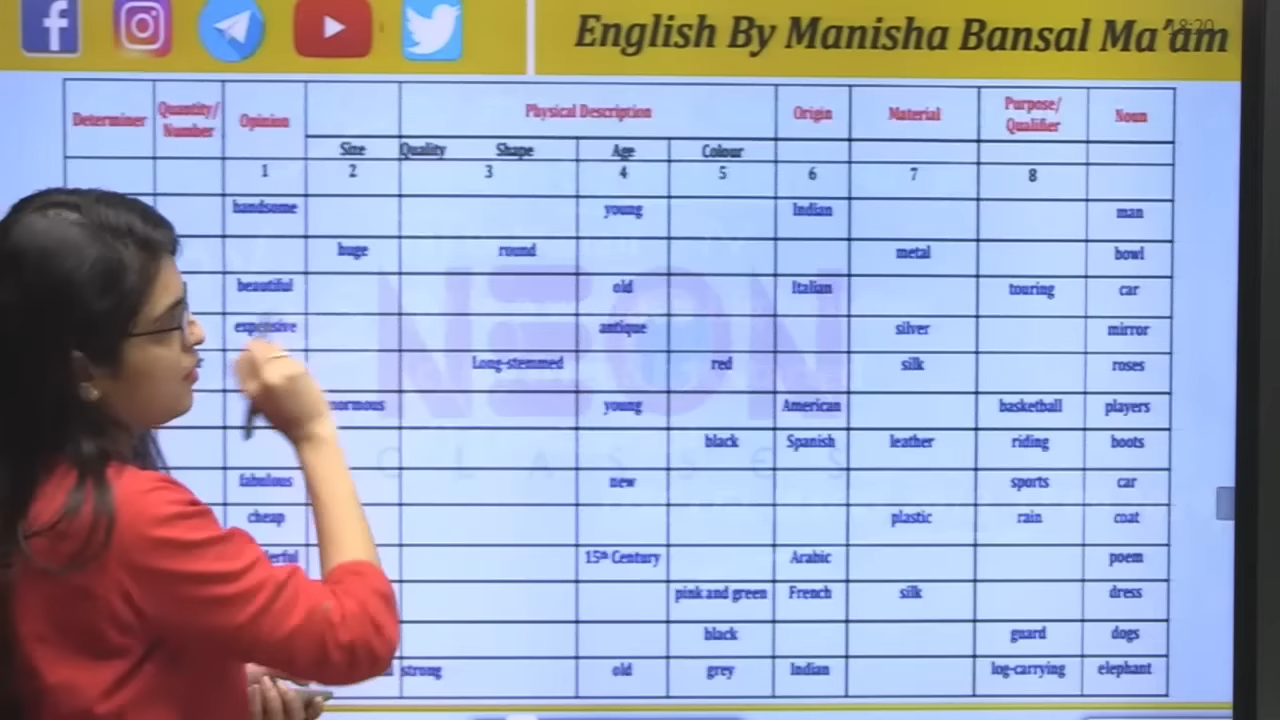 English By Manisha Bansal Ma'am
18:20
Determiner Quantity/ Number Opinion Physical Description Origin Material Purpose/ Qualifier Noun
Size Quality Shape Age Colour
1 2 3 4 5 6 7 8
handsome young Indian man
huge round metal bowl
beautiful old Italian touring car
expensive antique silver mirror
Long-stemmed red silk roses
young American basketball players
black Spanish leather riding boots
fabulous new sports car
cheap plastic rain coat
15th Century Arabic poem
pink and green French silk dress
black guard dogs
strong old grey Indian log-carrying elephant
NEON
CLASSES